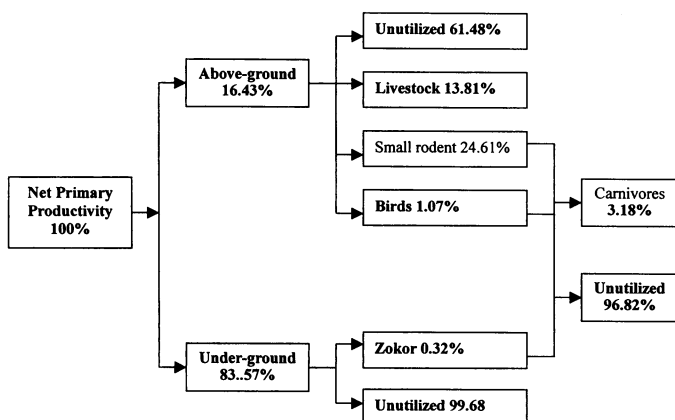 Net Primary
Productivity
100%
Above-ground
16.43%
Unutilized 61.48%
Livestock 13.81%
Small rodent 24.61%
Birds 1.07%
Carnivores
3.18%
Unutilized
96.82%
Under-ground
83..57%
Zokor 0.32%
Unutilized 99.68